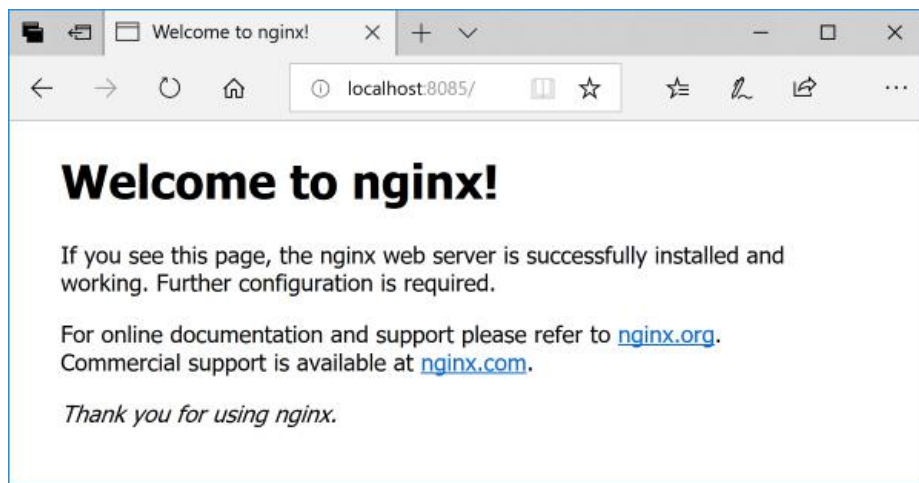 Welcome to nginx!
localhost:8085/
Welcome to nginx!
If you see this page, the nginx web server is successfully installed and
working. Further configuration is required.
For online documentation and support please refer to nginx.org.
Commercial support is available at nginx.com.
Thank you for using nginx.